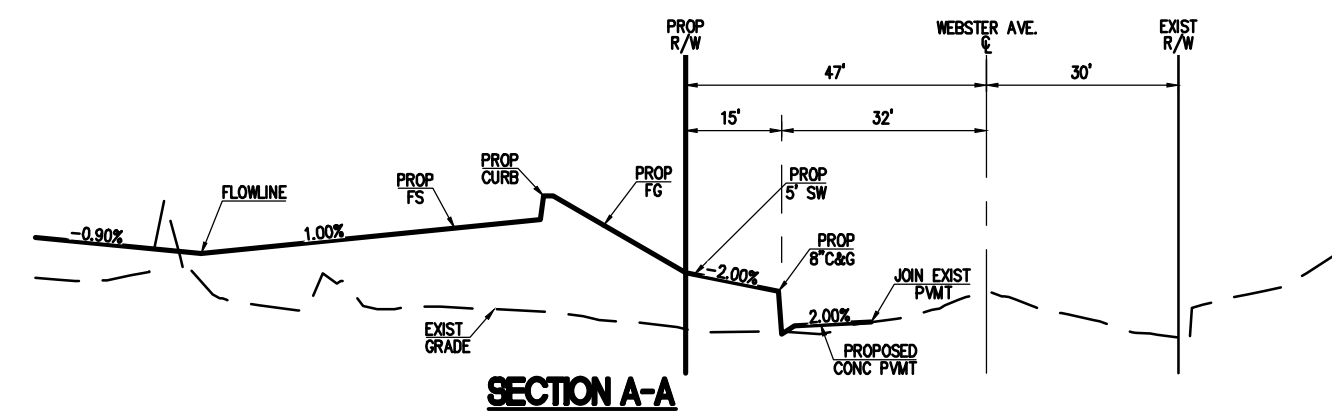 PROP
R/W
WEBSTER AVE.
℄
EXIST
R/W
47'
30'
15'
32'
PROP
CURB
PROP
FS
FLOWLINE
PROP
FG
PROP
5' SW
-0.90%
1.00%
-2.00%
PROP
8"C&G
JOIN EXIST
PVMT
2.00%
EXIST
GRADE
PROPOSED
CONC PVMT
SECTION A-A